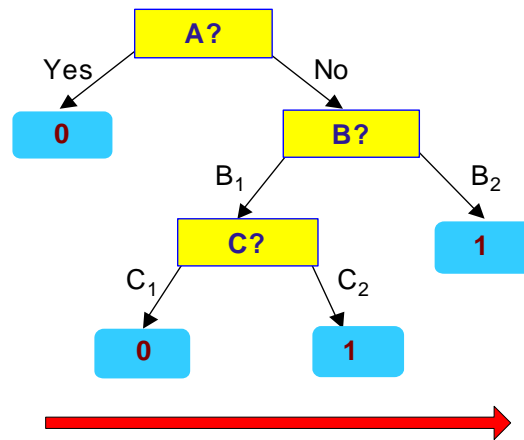 A?
Yes
No
0
B?
B₁
B₂
C?
1
C₁
C₂
0
1